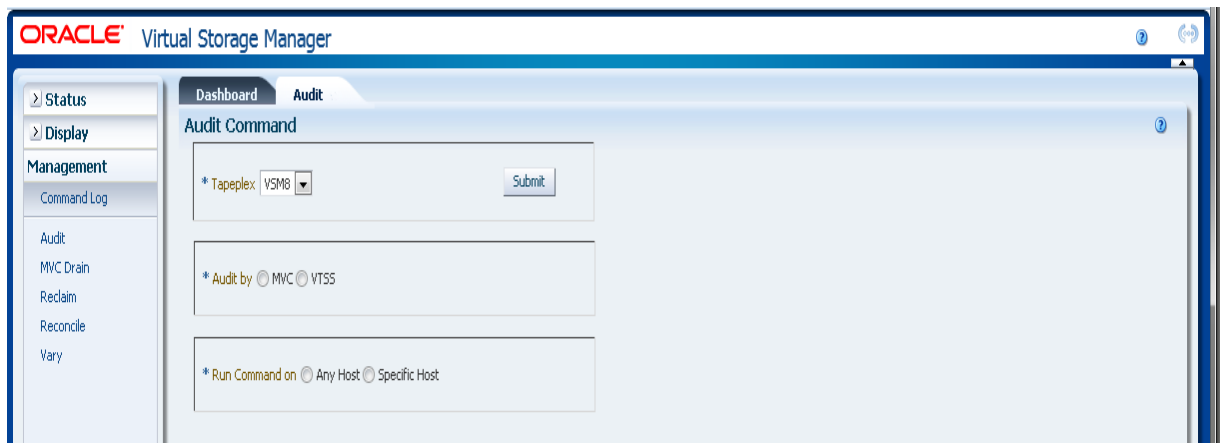 ORACLE Virtual Storage Manager
Status
Display
Management
Command Log
Audit
MVC Drain
Reclaim
Reconcile
Vary
Dashboard Audit
Audit Command
* Tapeplex VSM8 Submit
* Audit by MVC VTSS
* Run Command on Any Host Specific Host